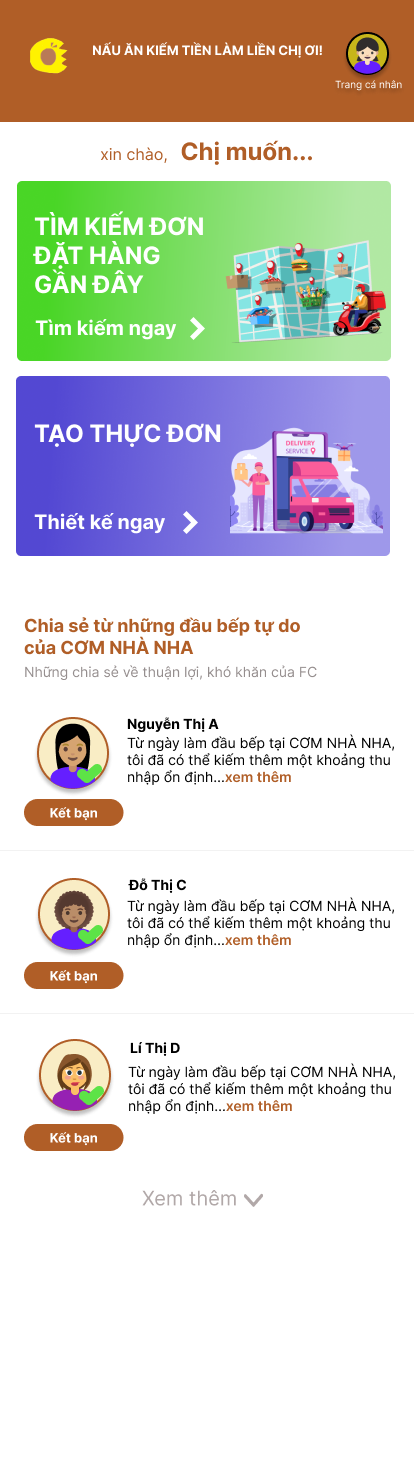 NẤU ĂN KIẾM TIỀN LÀM LIỀN CHỊ ƠI!
Trang cá nhân
xin chào, Chị muốn...
TÌM KIẾM ĐƠN
ĐẶT HÀNG
GẦN ĐÂY
Tìm kiếm ngay
TẠO THỰC ĐƠN
DELIVERY
SERVICE
Thiết kế ngay
Chia sẻ từ những đầu bếp tự do
của CƠM NHÀ NHA
Những chia sẻ về thuận lợi, khó khăn của FC
Nguyễn Thị A
Từ ngày làm đầu bếp tại CƠM NHÀ NHA,
tôi đã có thể kiếm thêm một khoảng thu
nhập ổn định...xem thêm
Kết bạn
Đỗ Thị C
Từ ngày làm đầu bếp tại CƠM NHÀ NHA,
tôi đã có thể kiếm thêm một khoảng thu
nhập ổn định...xem thêm
Kết bạn
Lí Thị D
Từ ngày làm đầu bếp tại CƠM NHÀ NHA,
tôi đã có thể kiếm thêm một khoảng thu
nhập ổn định...xem thêm
Kết bạn
Xem thêm